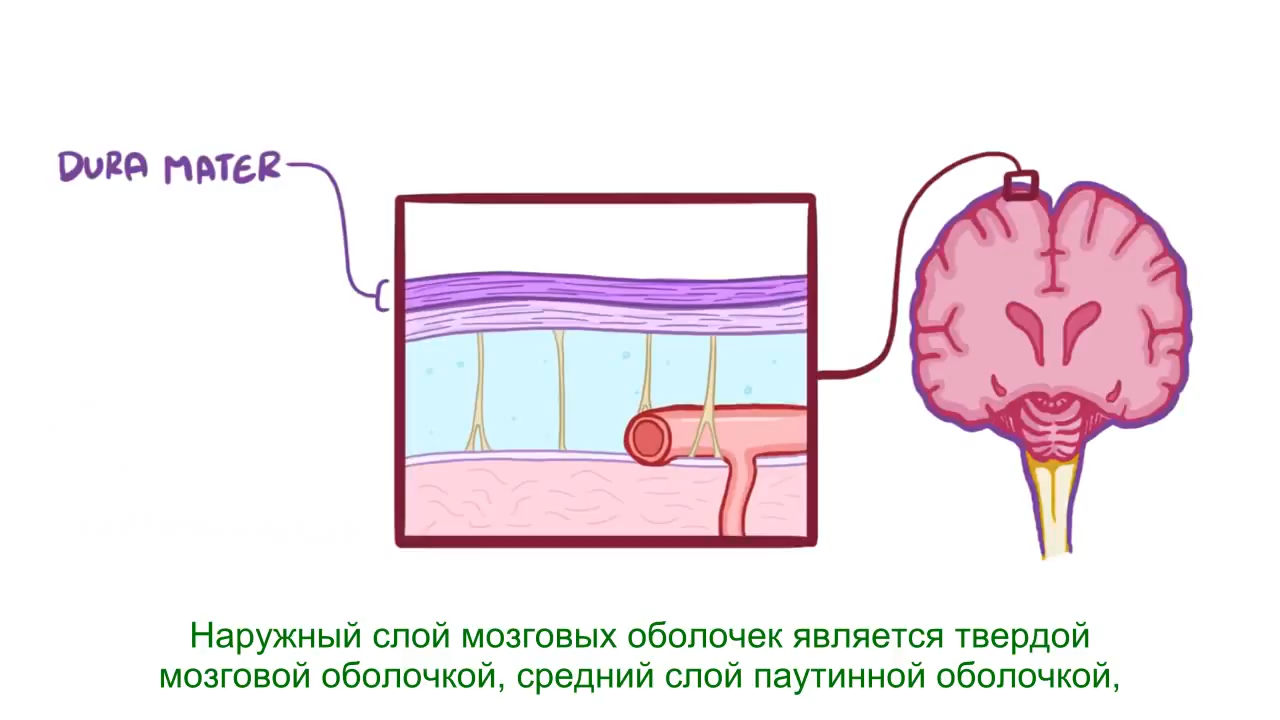 DURA MATER
Наружный слой мозговых оболочек является твердой
мозговой оболочкой, средний слой паутинной оболочкой,